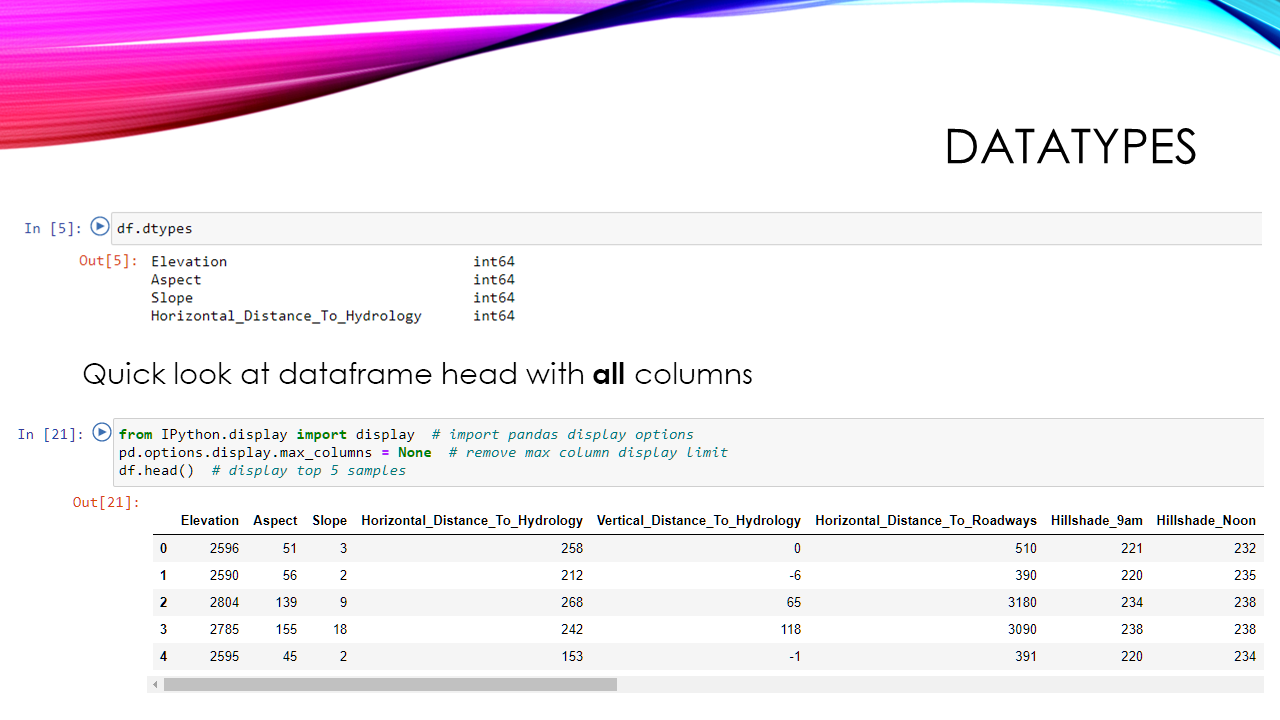 DATATYPES
In [5]: df.dtypes
Out[5]: Elevation int64
Aspect int64
Slope int64
Horizontal_Distance_To_Hydrology int64
Quick look at dataframe head with all columns
In [21]: from IPython.display import display # import pandas display options
pd.options.display.max_columns = None # remove max column display limit
df.head() # display top 5 samples
Out[21]:
Elevation Aspect Slope Horizontal_Distance_To_Hydrology Vertical_Distance_To_Hydrology Horizontal_Distance_To_Roadways Hillshade_9am Hillshade_Noon
0 2596 51 3 258 0 510 221 232
1 2590 56 2 212 -6 390 220 235
2 2804 139 9 268 65 3180 234 238
3 2785 155 18 242 118 3090 238 238
4 2595 45 2 153 -1 391 220 234